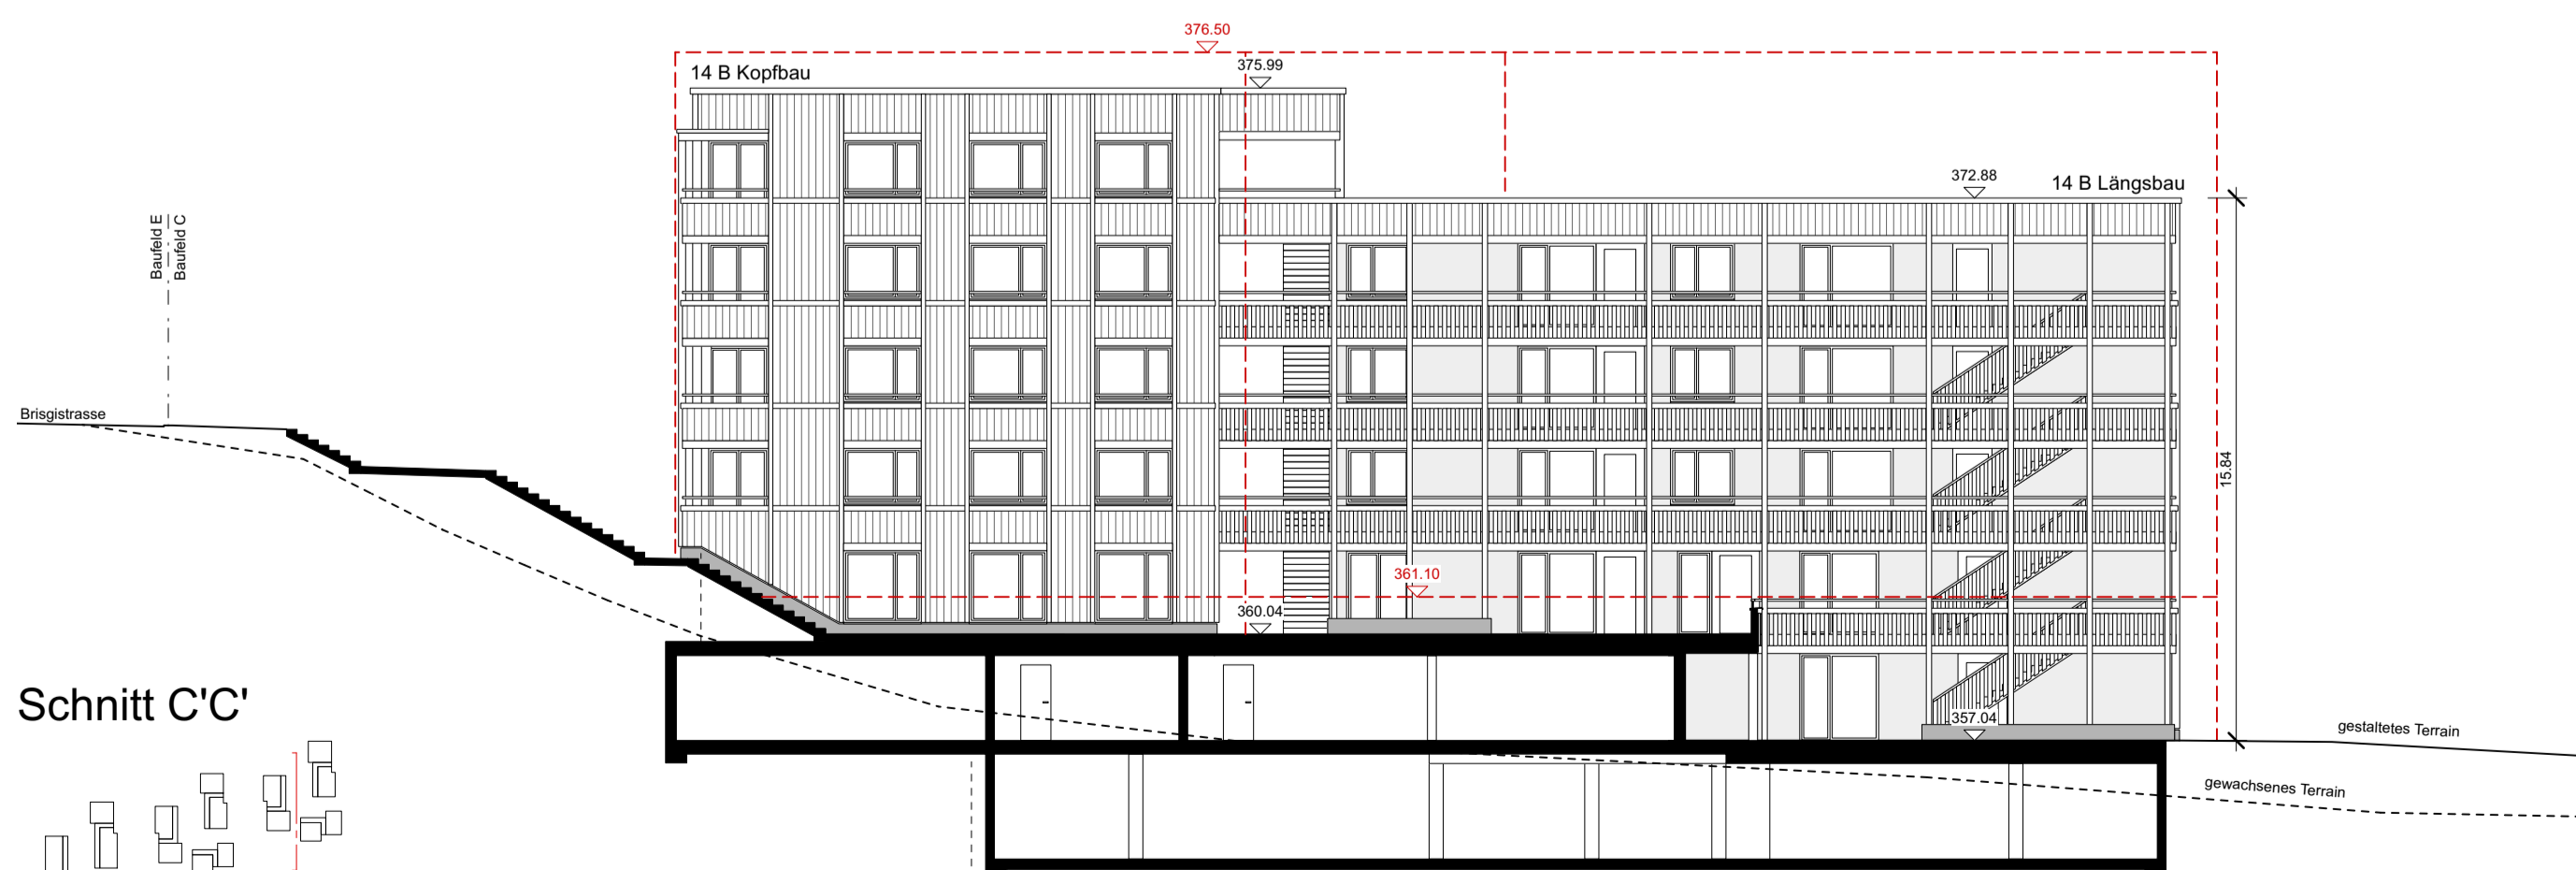 376.50
14 B Kopfbau
375.99
372.88
14 B Längsbau
Baufeld E
Baufeld C
Brisgistrasse
15.84
361.10
360.04
Schnitt C'C'
357.04
gestaltetes Terrain
gewachsenes Terrain